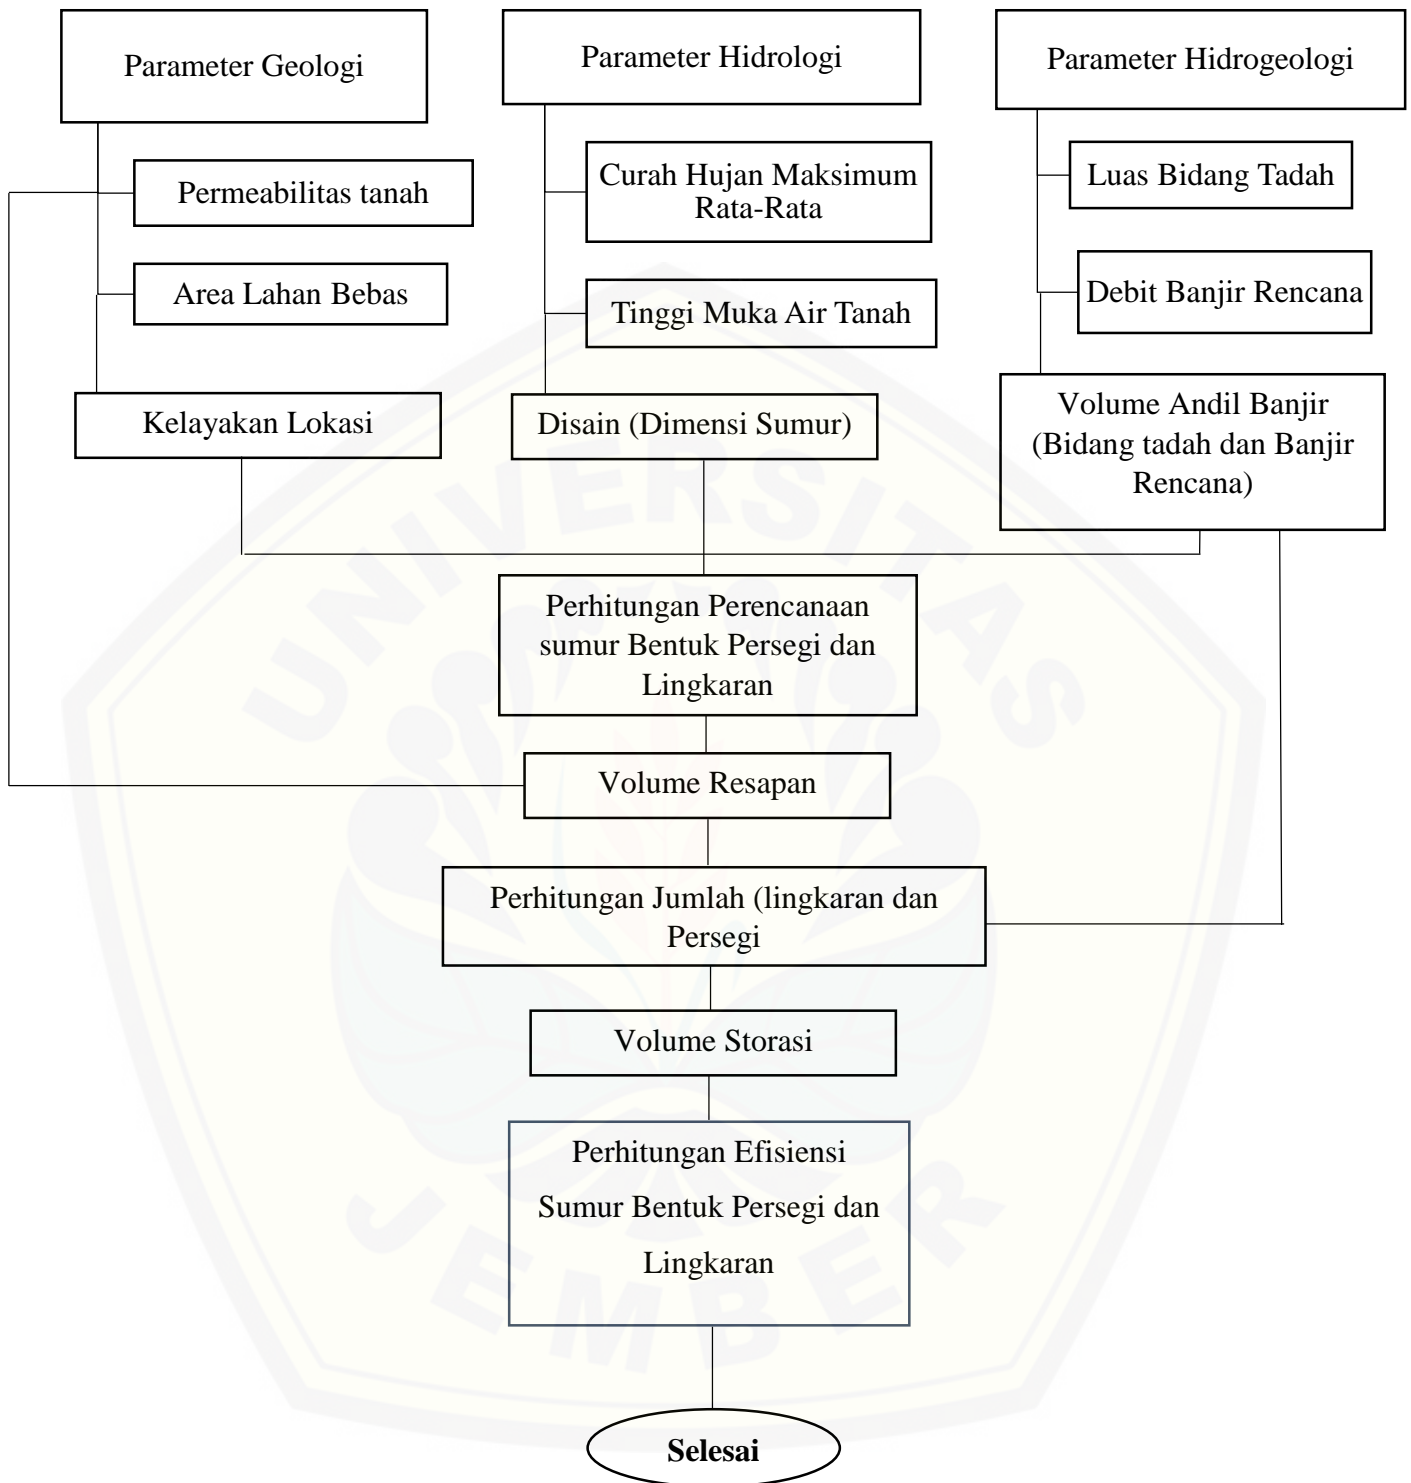 Parameter Geologi
Parameter Hidrologi
Parameter Hidrogeologi
Permeabilitas tanah
Curah Hujan Maksimum
Rata-Rata
Luas Bidang Tadah
Area Lahan Bebas
Tinggi Muka Air Tanah
Debit Banjir Rencana
Kelayakan Lokasi
Disain (Dimensi Sumur)
Volume Andil Banjir
(Bidang tadah dan Banjir
Rencana)
Perhitungan Perencanaan
sumur Bentuk Persegi dan
Lingkaran
Volume Resapan
Perhitungan Jumlah (lingkaran dan
Persegi
Volume Storasi
Perhitungan Efisiensi
Sumur Bentuk Persegi dan
Lingkaran
Selesai
UNIVERSITAS
JEMBER